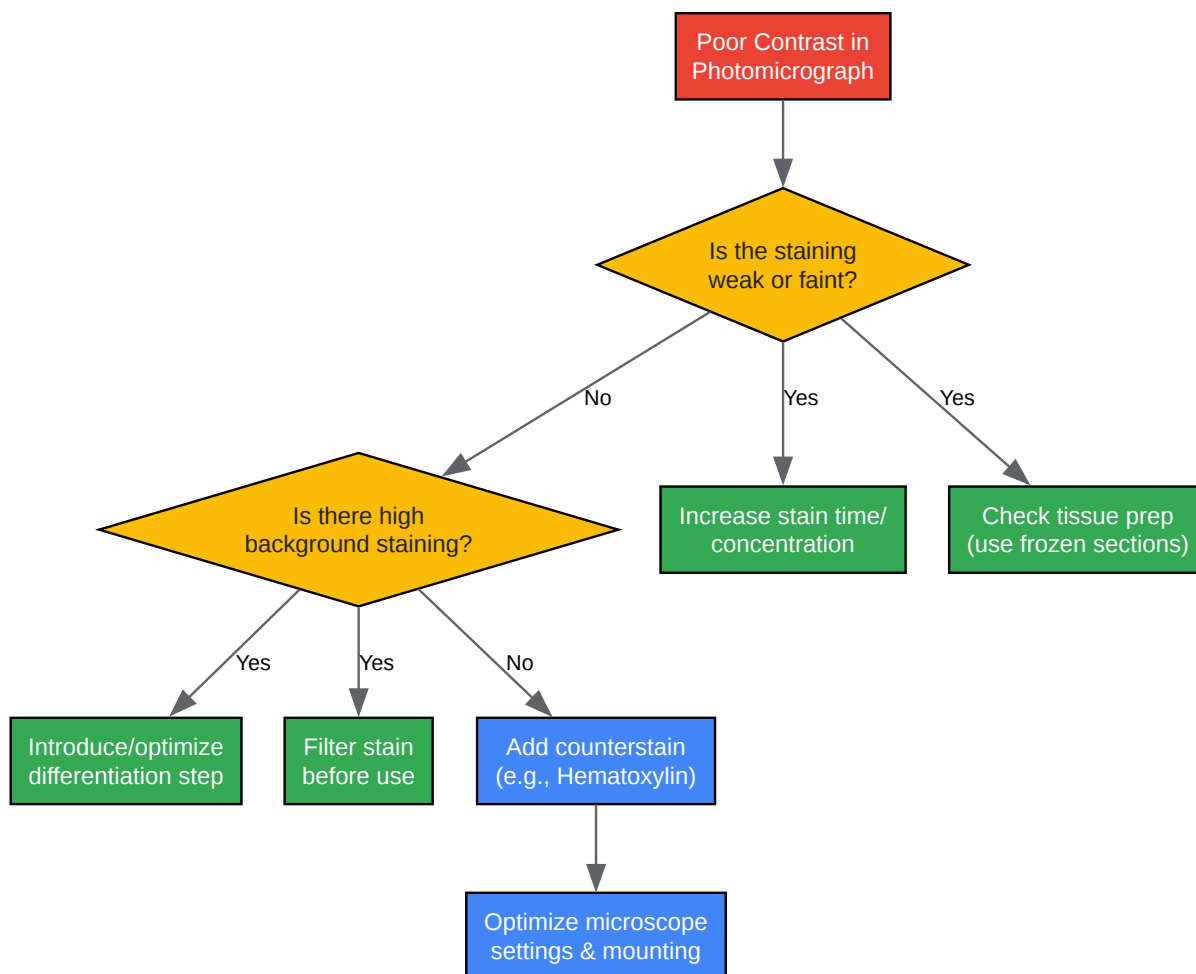 Poor Contrast in
Photomicrograph
Is the staining
weak or faint?
No
Yes
Yes
Is there high
background staining?
Increase stain time/
concentration
Check tissue prep
(use frozen sections)
Yes
Yes
No
Introduce/optimize
differentiation step
Filter stain
before use
Add counterstain
(e.g., Hematoxylin)
Optimize microscope
settings & mounting